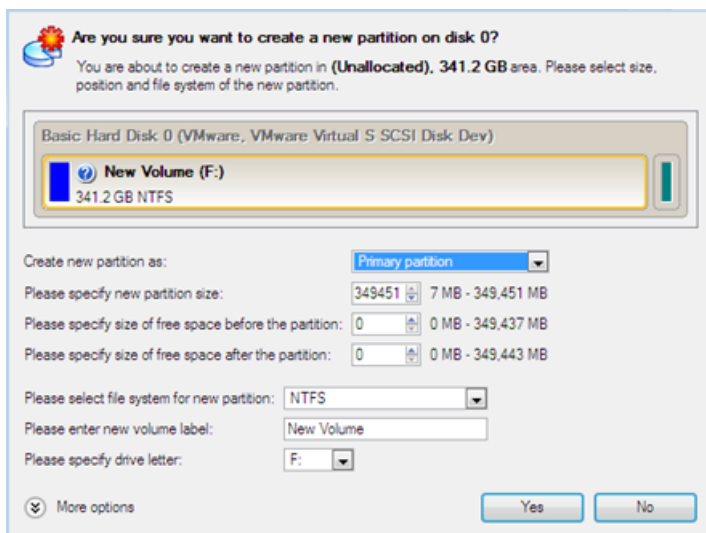 Are you sure you want to create a new partition on disk 0?
You are about to create a new partition in (Unallocated), 341.2 GB area. Please select size,
position and file system of the new partition.
Basic Hard Disk 0 (VMware, VMware Virtual S SCSI Disk Dev)
New Volume (F:)
341.2 GB NTFS
Create new partition as: Primary partition
Please specify new partition size: 349451 7 MB - 349,451 MB
Please specify size of free space before the partition: 0 0 MB - 349,437 MB
Please specify size of free space after the partition: 0 0 MB - 349,443 MB
Please select file system for new partition: NTFS
Please enter new volume label: New Volume
Please specify drive letter: F:
More options Yes No